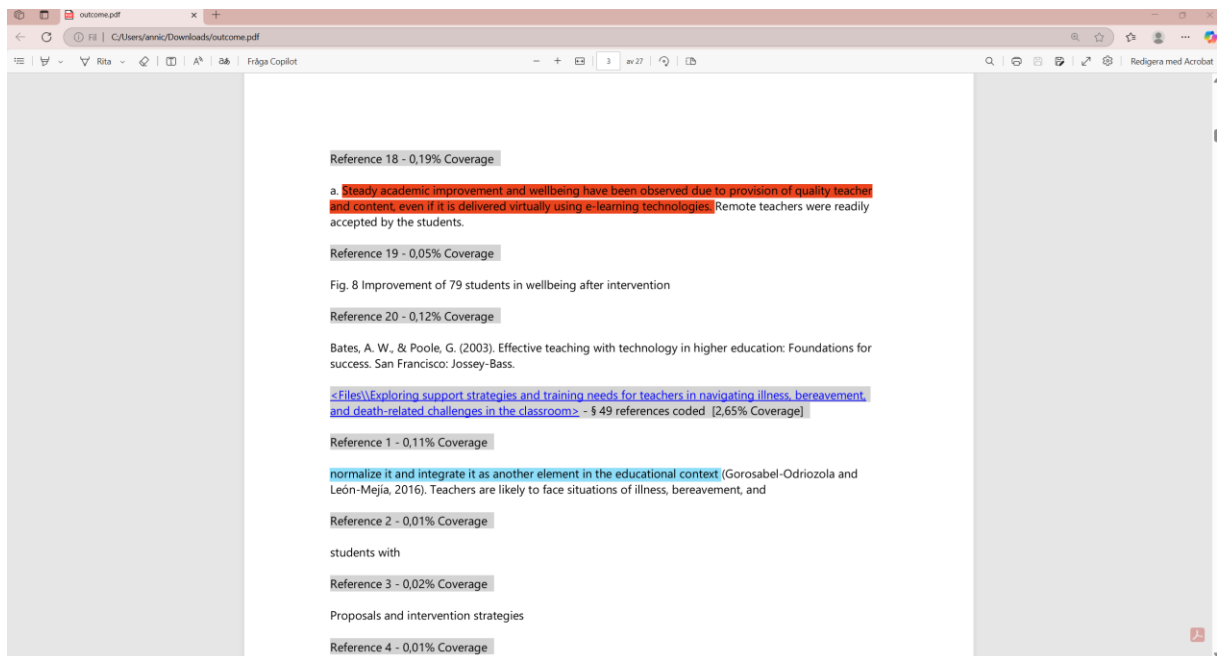 outcome.pdf
Fil C:/Users/annic/Downloads/outcome.pdf
Rita Fråga Copilot 3 av 27 Redigera med Acrobat
Reference 18 - 0,19% Coverage
a. Steady academic improvement and wellbeing have been observed due to provision of quality teacher
and content, even if it is delivered virtually using e-learning technologies. Remote teachers were readily
accepted by the students.
Reference 19 - 0,05% Coverage
Fig. 8 Improvement of 79 students in wellbeing after intervention
Reference 20 - 0,12% Coverage
Bates, A. W., & Poole, G. (2003). Effective teaching with technology in higher education: Foundations for
success. San Francisco: Jossey-Bass.
<Files\\Exploring support strategies and training needs for teachers in navigating illness, bereavement,
and death-related challenges in the classroom> - § 49 references coded [2,65% Coverage]
Reference 1 - 0,11% Coverage
normalize it and integrate it as another element in the educational context (Gorosabel-Odriozola and
León-Mejía, 2016). Teachers are likely to face situations of illness, bereavement, and
Reference 2 - 0,01% Coverage
students with
Reference 3 - 0,02% Coverage
Proposals and intervention strategies
Reference 4 - 0,01% Coverage